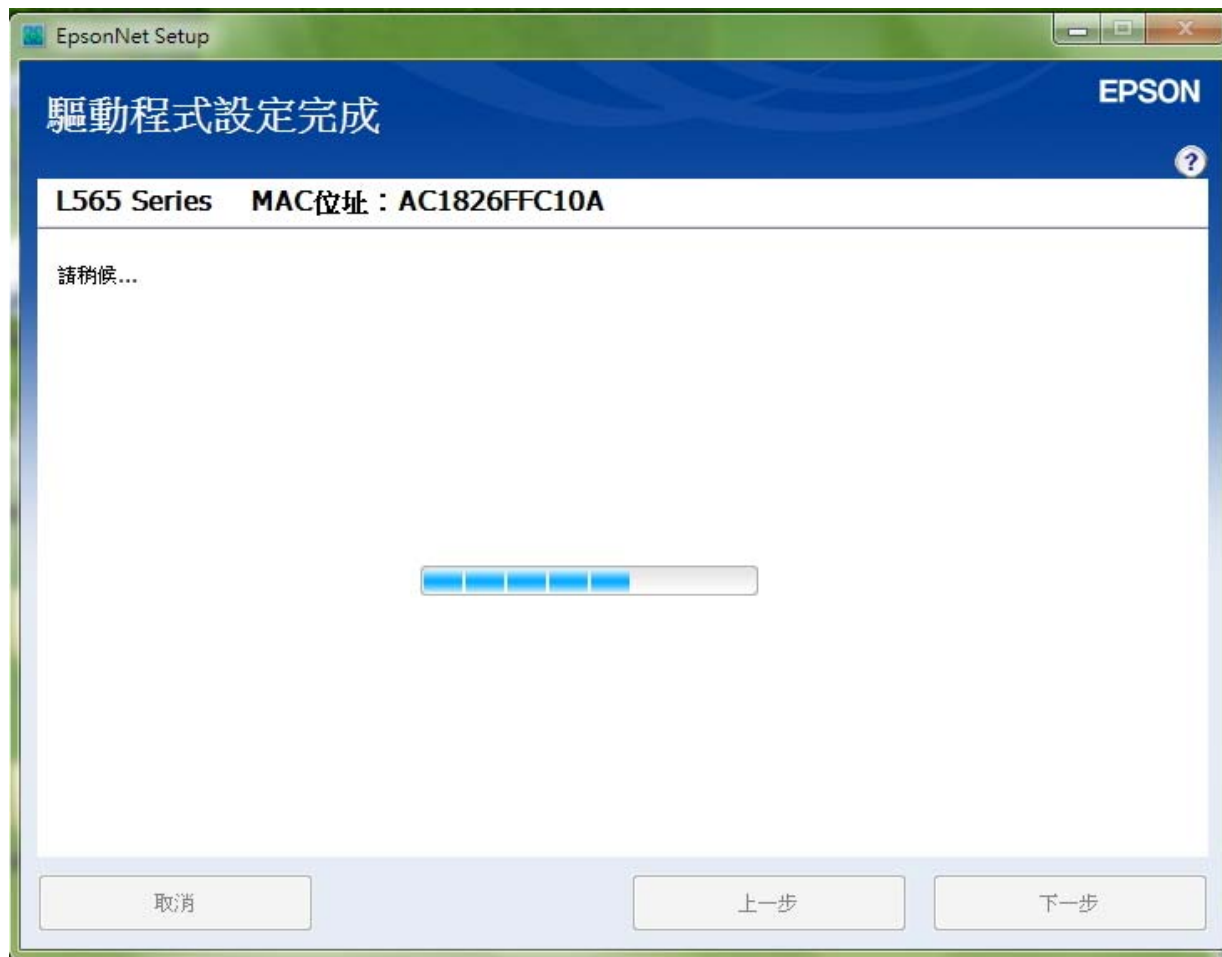 EpsonNet Setup
驅動程式設定完成
EPSON
?
L565 Series MAC位址：AC1826FFC10A
請稍候...
取消
上一步
下一步